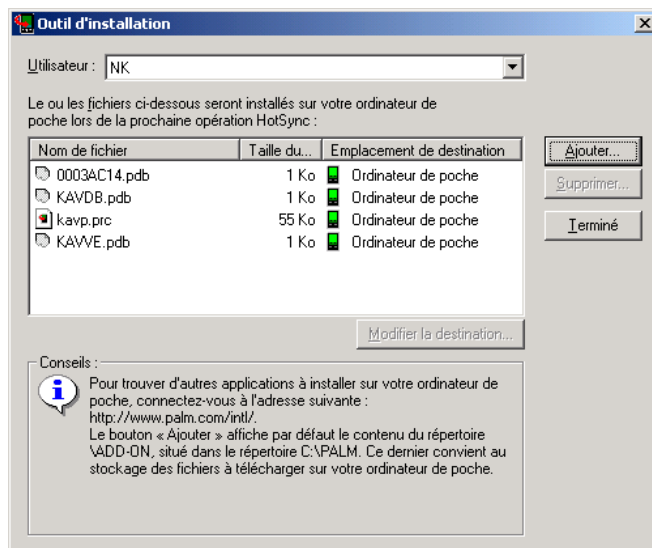 Outil d'installation
Utilisateur : NK
Le ou les fichiers ci-dessous seront installés sur votre ordinateur de
poche lors de la prochaine opération HotSync :
Nom de fichier Taille du... Emplacement de destination
0003AC14.pdb 1 Ko Ordinateur de poche
KAVDB.pdb 1 Ko Ordinateur de poche
kavp.prc 55 Ko Ordinateur de poche
KAVVE.pdb 1 Ko Ordinateur de poche
Ajouter...
Supprimer...
Terminé
Modifier la destination...
Conseils :
Pour trouver d'autres applications à installer sur votre ordinateur de
poche, connectez-vous à l'adresse suivante :
http://www.palm.com/intl/.
Le bouton « Ajouter » affiche par défaut le contenu du répertoire
\ADD-ON, situé dans le répertoire C:\PALM. Ce dernier convient au
stockage des fichiers à télécharger sur votre ordinateur de poche.